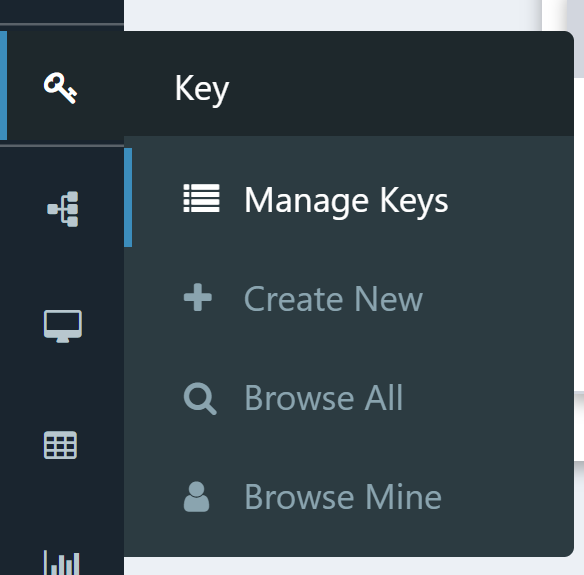 Key
Manage Keys
Create New
Browse All
Browse Mine